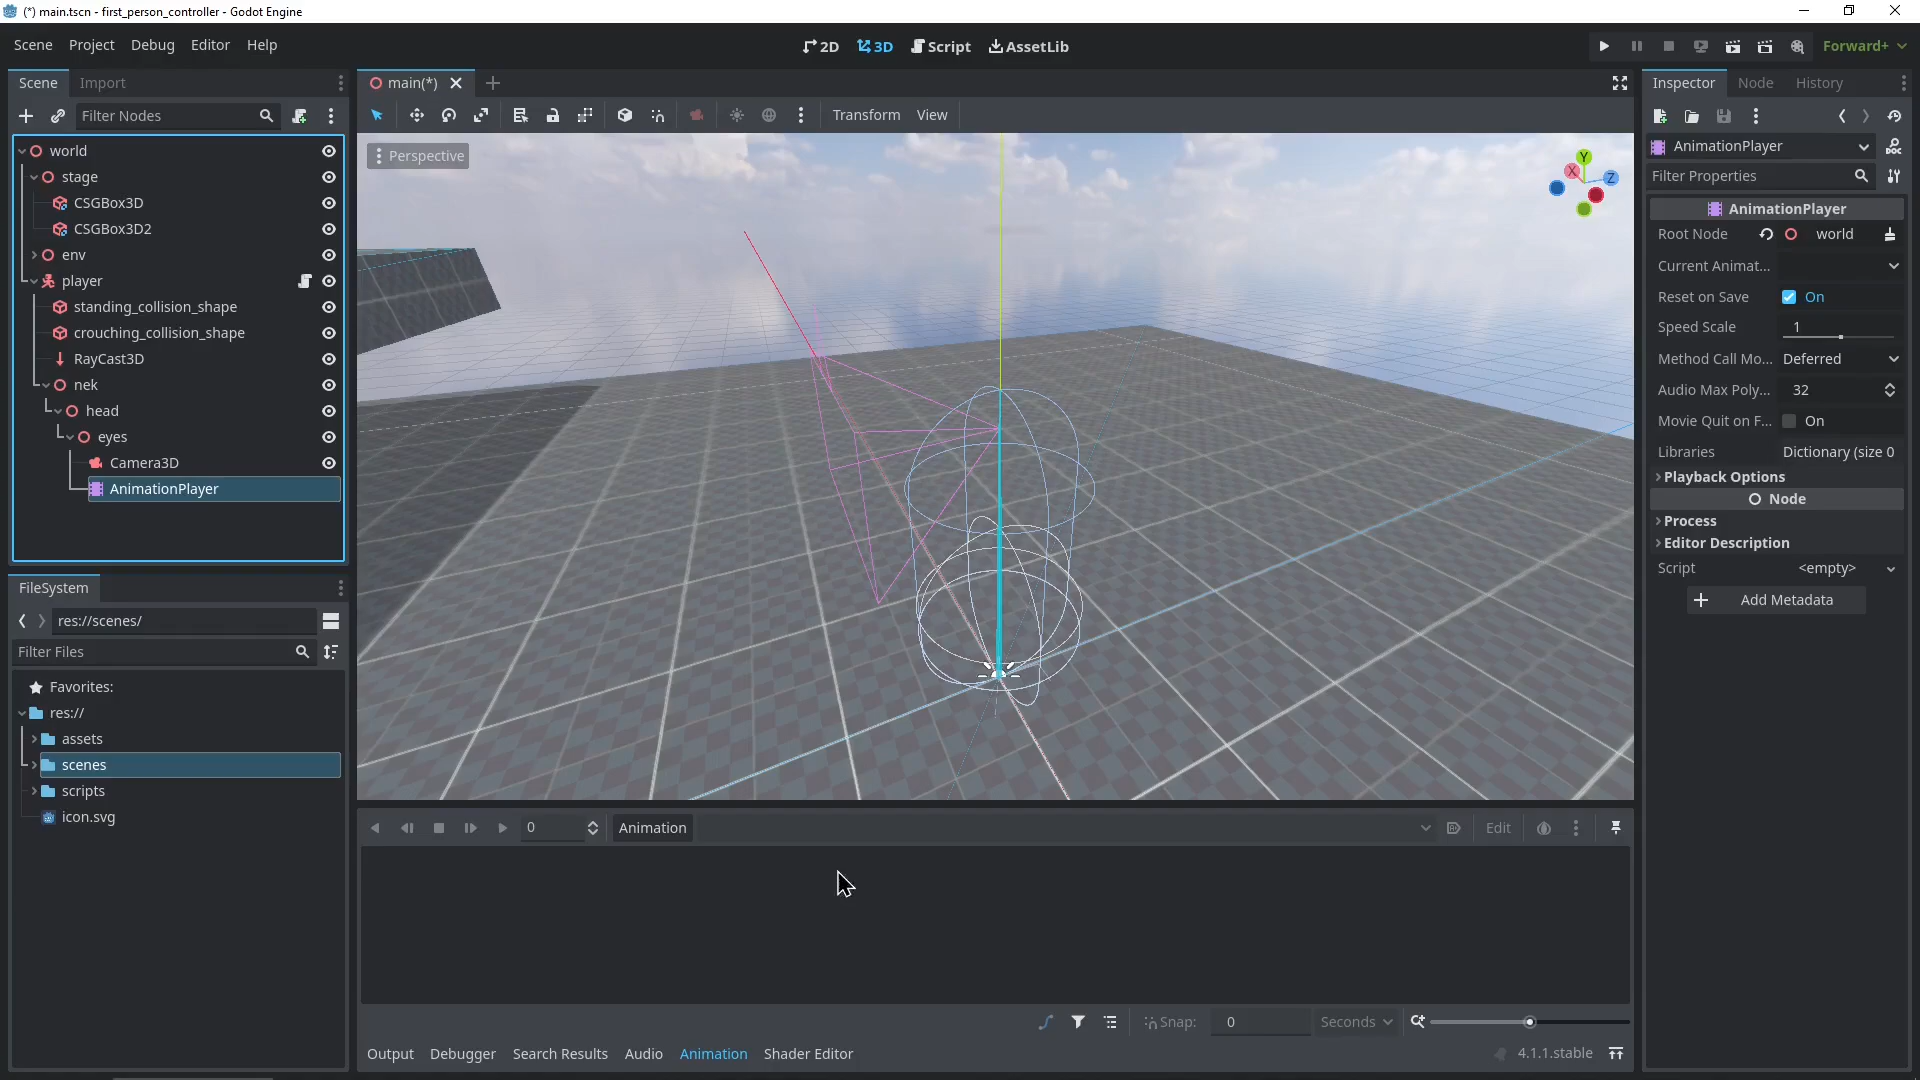 (*) main.tscn - first_person_controller - Godot Engine
Scene Project Debug Editor Help
2D 3D Script AssetLib
Forward+
Scene Import
main(*)
Inspector Node History
Filter Nodes
Transform View
world
stage
CSGBox3D
CSGBox3D2
env
player
standing_collision_shape
crouching_collision_shape
RayCast3D
nek
head
eyes
Camera3D
AnimationPlayer
Perspective
Y
X
Z
AnimationPlayer
Filter Properties
AnimationPlayer
Root Node world
Current Animat...
Reset on Save On
Speed Scale 1
Method Call Mo... Deferred
Audio Max Poly... 32
Movie Quit on F... On
Libraries Dictionary (size 0
Playback Options
Node
Process
Editor Description
Script <empty>
Add Metadata
FileSystem
res://scenes/
Filter Files
Favorites:
res://
assets
scenes
scripts
icon.svg
0 Animation Edit
Snap: 0 Seconds
Output Debugger Search Results Audio Animation Shader Editor
4.1.1.stable